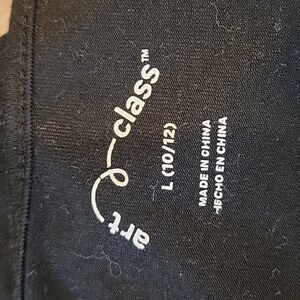 art class™
L (10/12)
MADE IN CHINA
HECHO EN CHINA